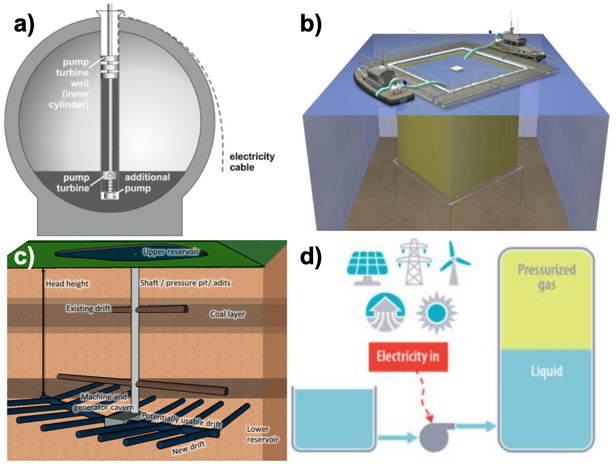 a)
pump
turbine
well
(inner
cylinder)
electricity
cable
pump
turbine
additional
pump
b)
c)
Upper reservoir
Head height
Shaft / pressure pit/ adits
Existing drift
Coal layer
Machine and
generator cavern
Potentially usable drift
Lower
reservoir
New drift
d)
Pressurized
gas
Electricity in
Liquid